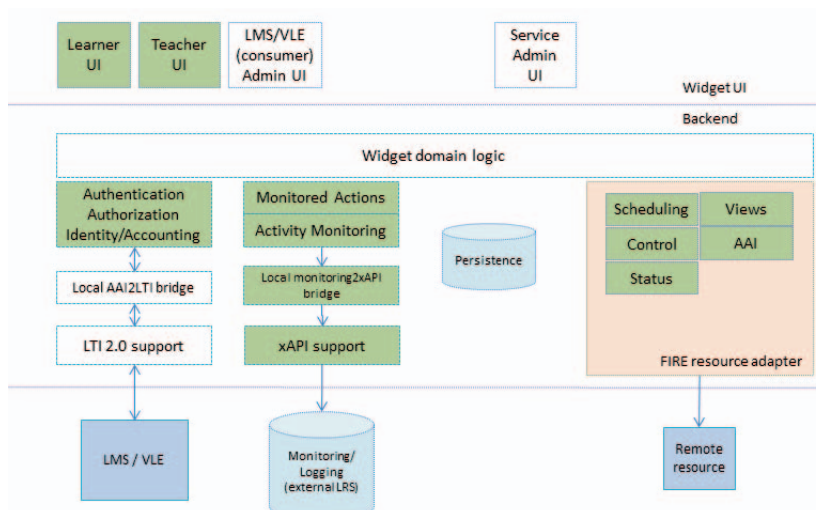 Learner
UI
Teacher
UI
LMS/VLE
(consumer)
Admin UI
Service
Admin
UI
Widget UI
Backend
Widget domain logic
Authentication
Authorization
Identity/Accounting
Monitored Actions
Activity Monitoring
Scheduling
Views
Control
AAI
Status
Persistence
Local AAI2LTI bridge
Local monitoring2xAPI
bridge
LTI 2.0 support
xAPI support
FIRE resource adapter
LMS / VLE
Monitoring/
Logging
(external LRS)
Remote
resource